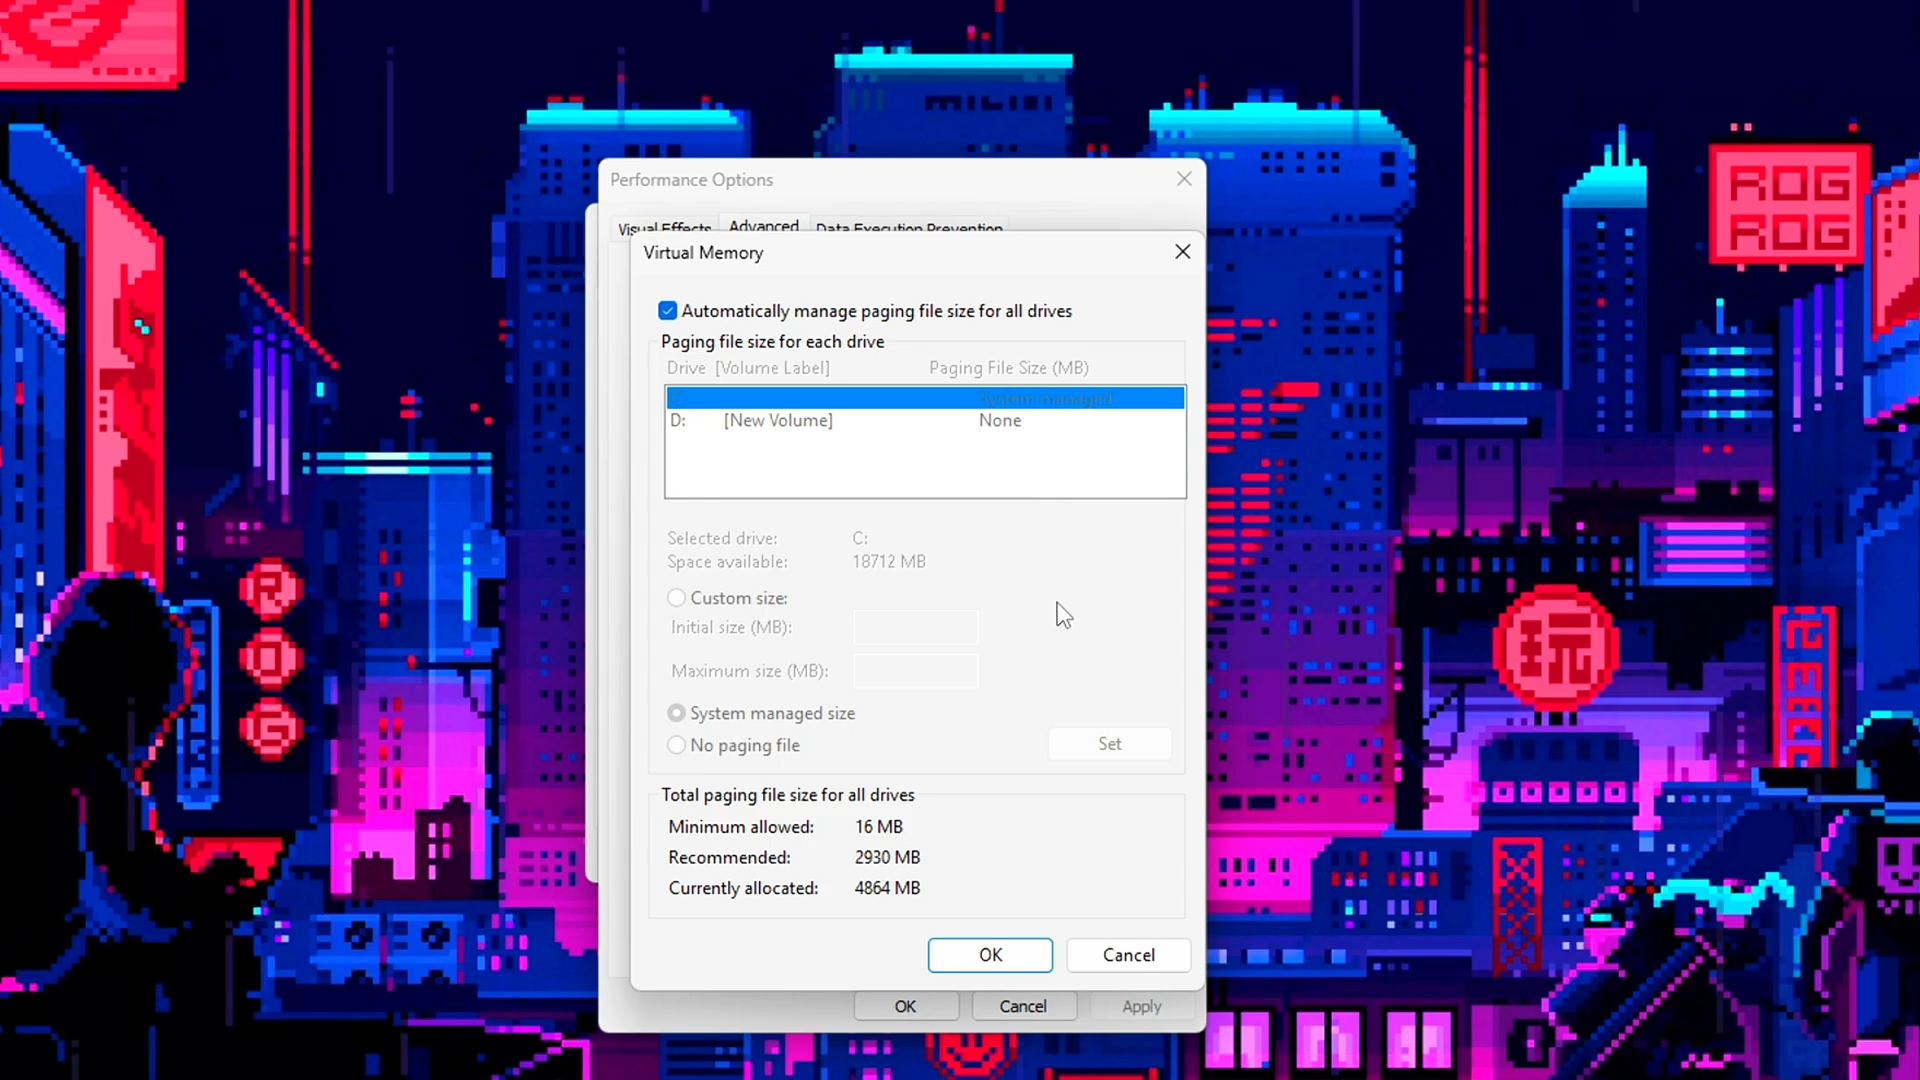 MILIOI
ROG
ROG
Performance Options
Visual Effects Advanced Data Execution Prevention
Virtual Memory
Automatically manage paging file size for all drives
Paging file size for each drive
Drive [Volume Label] Paging File Size (MB)
C: System managed
D: [New Volume] None
Selected drive: C:
Space available: 18712 MB
Custom size:
Initial size (MB):
Maximum size (MB):
System managed size
No paging file
Set
Total paging file size for all drives
Minimum allowed: 16 MB
Recommended: 2930 MB
Currently allocated: 4864 MB
OK Cancel
OK Cancel Apply
R
O
G
玩